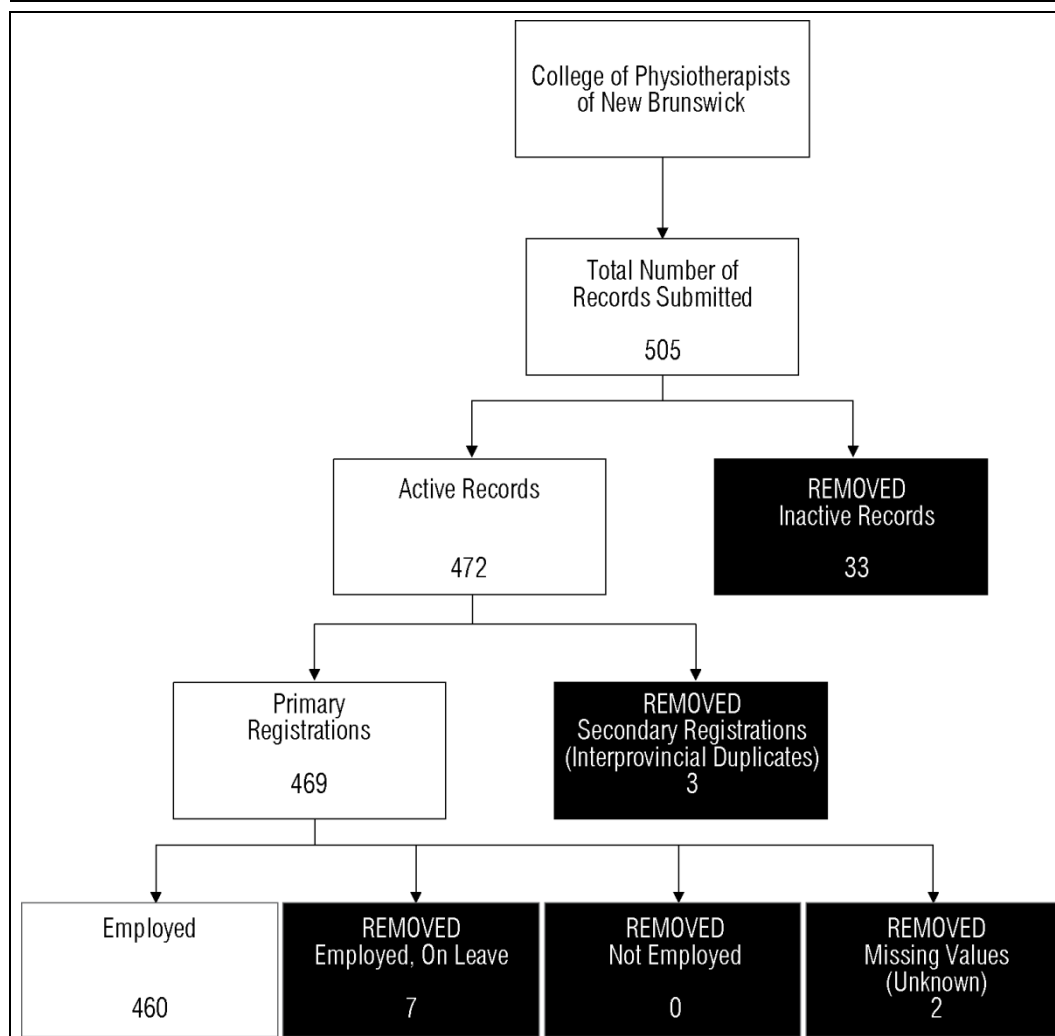 College of Physiotherapists
of New Brunswick
Total Number of
Records Submitted
505
Active Records
472
REMOVED
Inactive Records
33
Primary
Registrations
469
REMOVED
Secondary Registrations
(Interprovincial Duplicates)
3
Employed
460
REMOVED
Employed, On Leave
7
REMOVED
Not Employed
0
REMOVED
Missing Values
(Unknown)
2